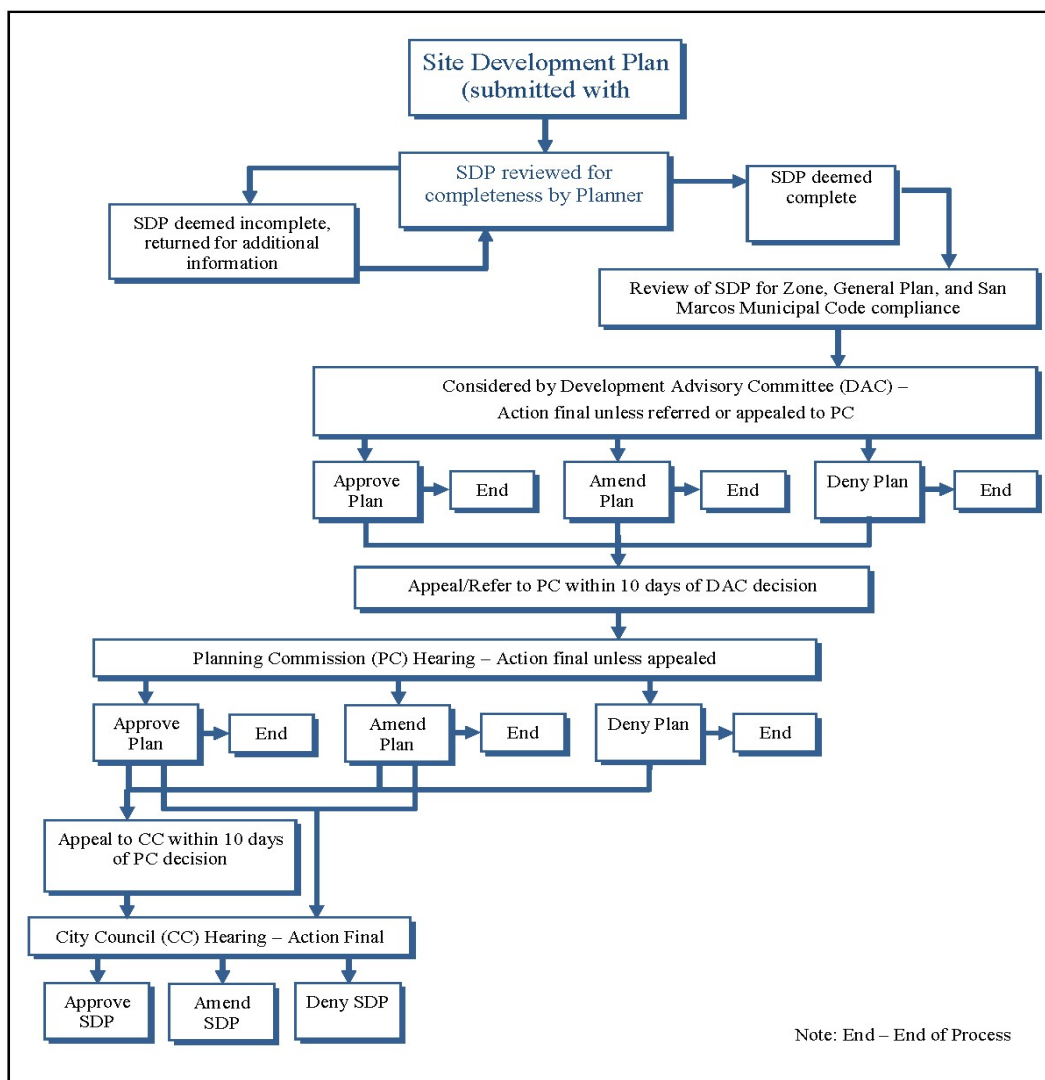 Site Development Plan
(submitted with
SDP reviewed for
completeness by Planner
SDP deemed
complete
SDP deemed incomplete,
returned for additional
information
Review of SDP for Zone, General Plan, and San
Marcos Municipal Code compliance
Considered by Development Advisory Committee (DAC) –
Action final unless referred or appealed to PC
Approve
Plan
End
Amend
Plan
End
Deny Plan
End
Appeal/Refer to PC within 10 days of DAC decision
Planning Commission (PC) Hearing – Action final unless appealed
Approve
Plan
End
Amend
Plan
End
Deny Plan
End
Appeal to CC within 10 days
of PC decision
City Council (CC) Hearing – Action Final
Approve
SDP
Amend
SDP
Deny SDP
Note: End – End of Process